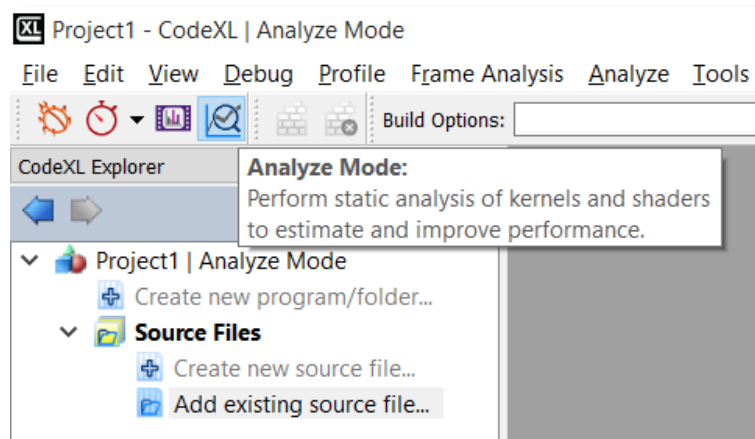 XL Project1 - CodeXL | Analyze Mode
File Edit View Debug Profile Frame Analysis Analyze Tools
Build Options:
CodeXL Explorer
Analyze Mode:
Perform static analysis of kernels and shaders
to estimate and improve performance.
Project1 | Analyze Mode
Create new program/folder...
Source Files
Create new source file...
Add existing source file...